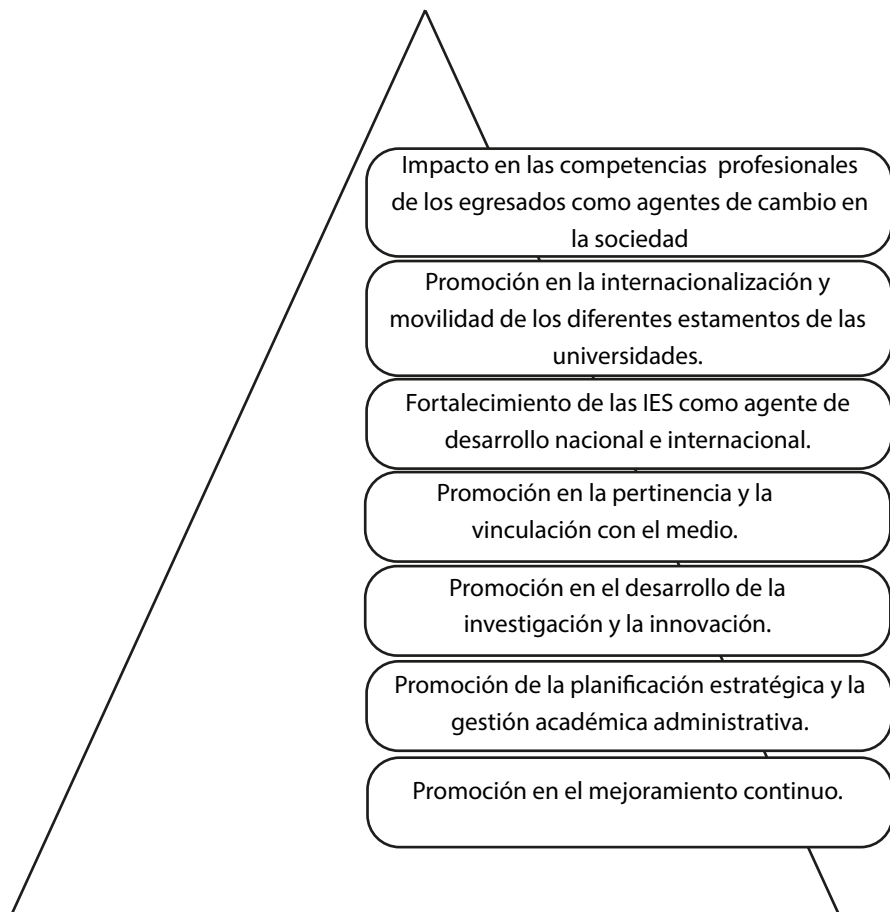 Impacto en las competencias profesionales
de los egresados como agentes de cambio en
la sociedad
Promoción en la internacionalización y
movilidad de los diferentes estamentos de las
universidades.
Fortalecimiento de las IES como agente de
desarrollo nacional e internacional.
Promoción en la pertinencia y la
vinculación con el medio.
Promoción en el desarrollo de la
investigación y la innovación.
Promoción de la planificación estratégica y la
gestión académica administrativa.
Promoción en el mejoramiento continuo.